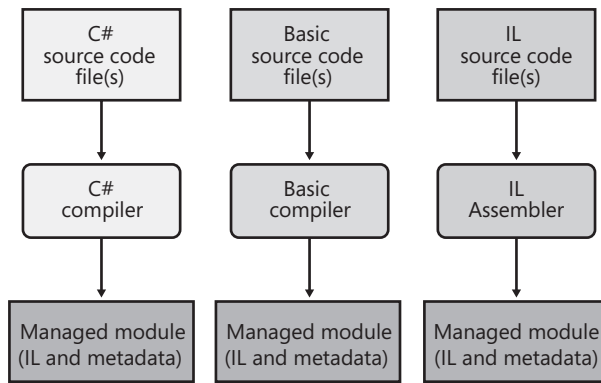 C#
source code
file(s)
Basic
source code
file(s)
IL
source code
file(s)
C#
compiler
Basic
compiler
IL
Assembler
Managed module
(IL and metadata)
Managed module
(IL and metadata)
Managed module
(IL and metadata)